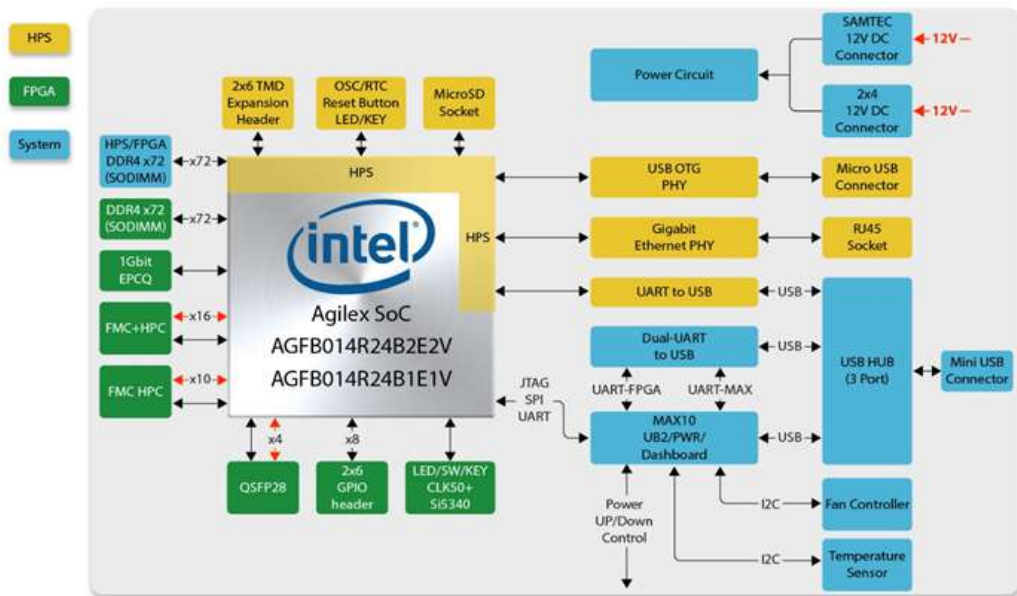 HPS
FPGA
System
2x6 TMD
Expansion
Header
OSC/RTC
Reset Button
LED/KEY
MicroSD
Socket
Power Circuit
SAMTEC
12V DC
Connector
12V
2x4
12V DC
Connector
12V
HPS/FPGA
DDR4 x72
(SODIMM)
x72
DDR4 x72
(SODIMM)
x72
1Gbit
EPCQ
FMC+HPC
x16
FMC HPC
x10
HPS
HPS
intel
Agilex SoC
AGFB014R24B2E2V
AGFB014R24B1E1V
USB OTG
PHY
Micro USB
Connector
Gigabit
Ethernet PHY
RJ45
Socket
UART to USB
USB
Dual-UART
to USB
USB
USB HUB
(3 Port)
Mini USB
Connector
UART-FPGA
UART-MAX
JTAG
SPI
UART
MAX10
UB2/PWR/
Dashboard
USB
x4
x8
QSFP28
2x6
GPIO
header
LED/SW/KEY
CLK50+
Si5340
Power
UP/Down
Control
I2C
Fan Controller
I2C
Temperature
Sensor